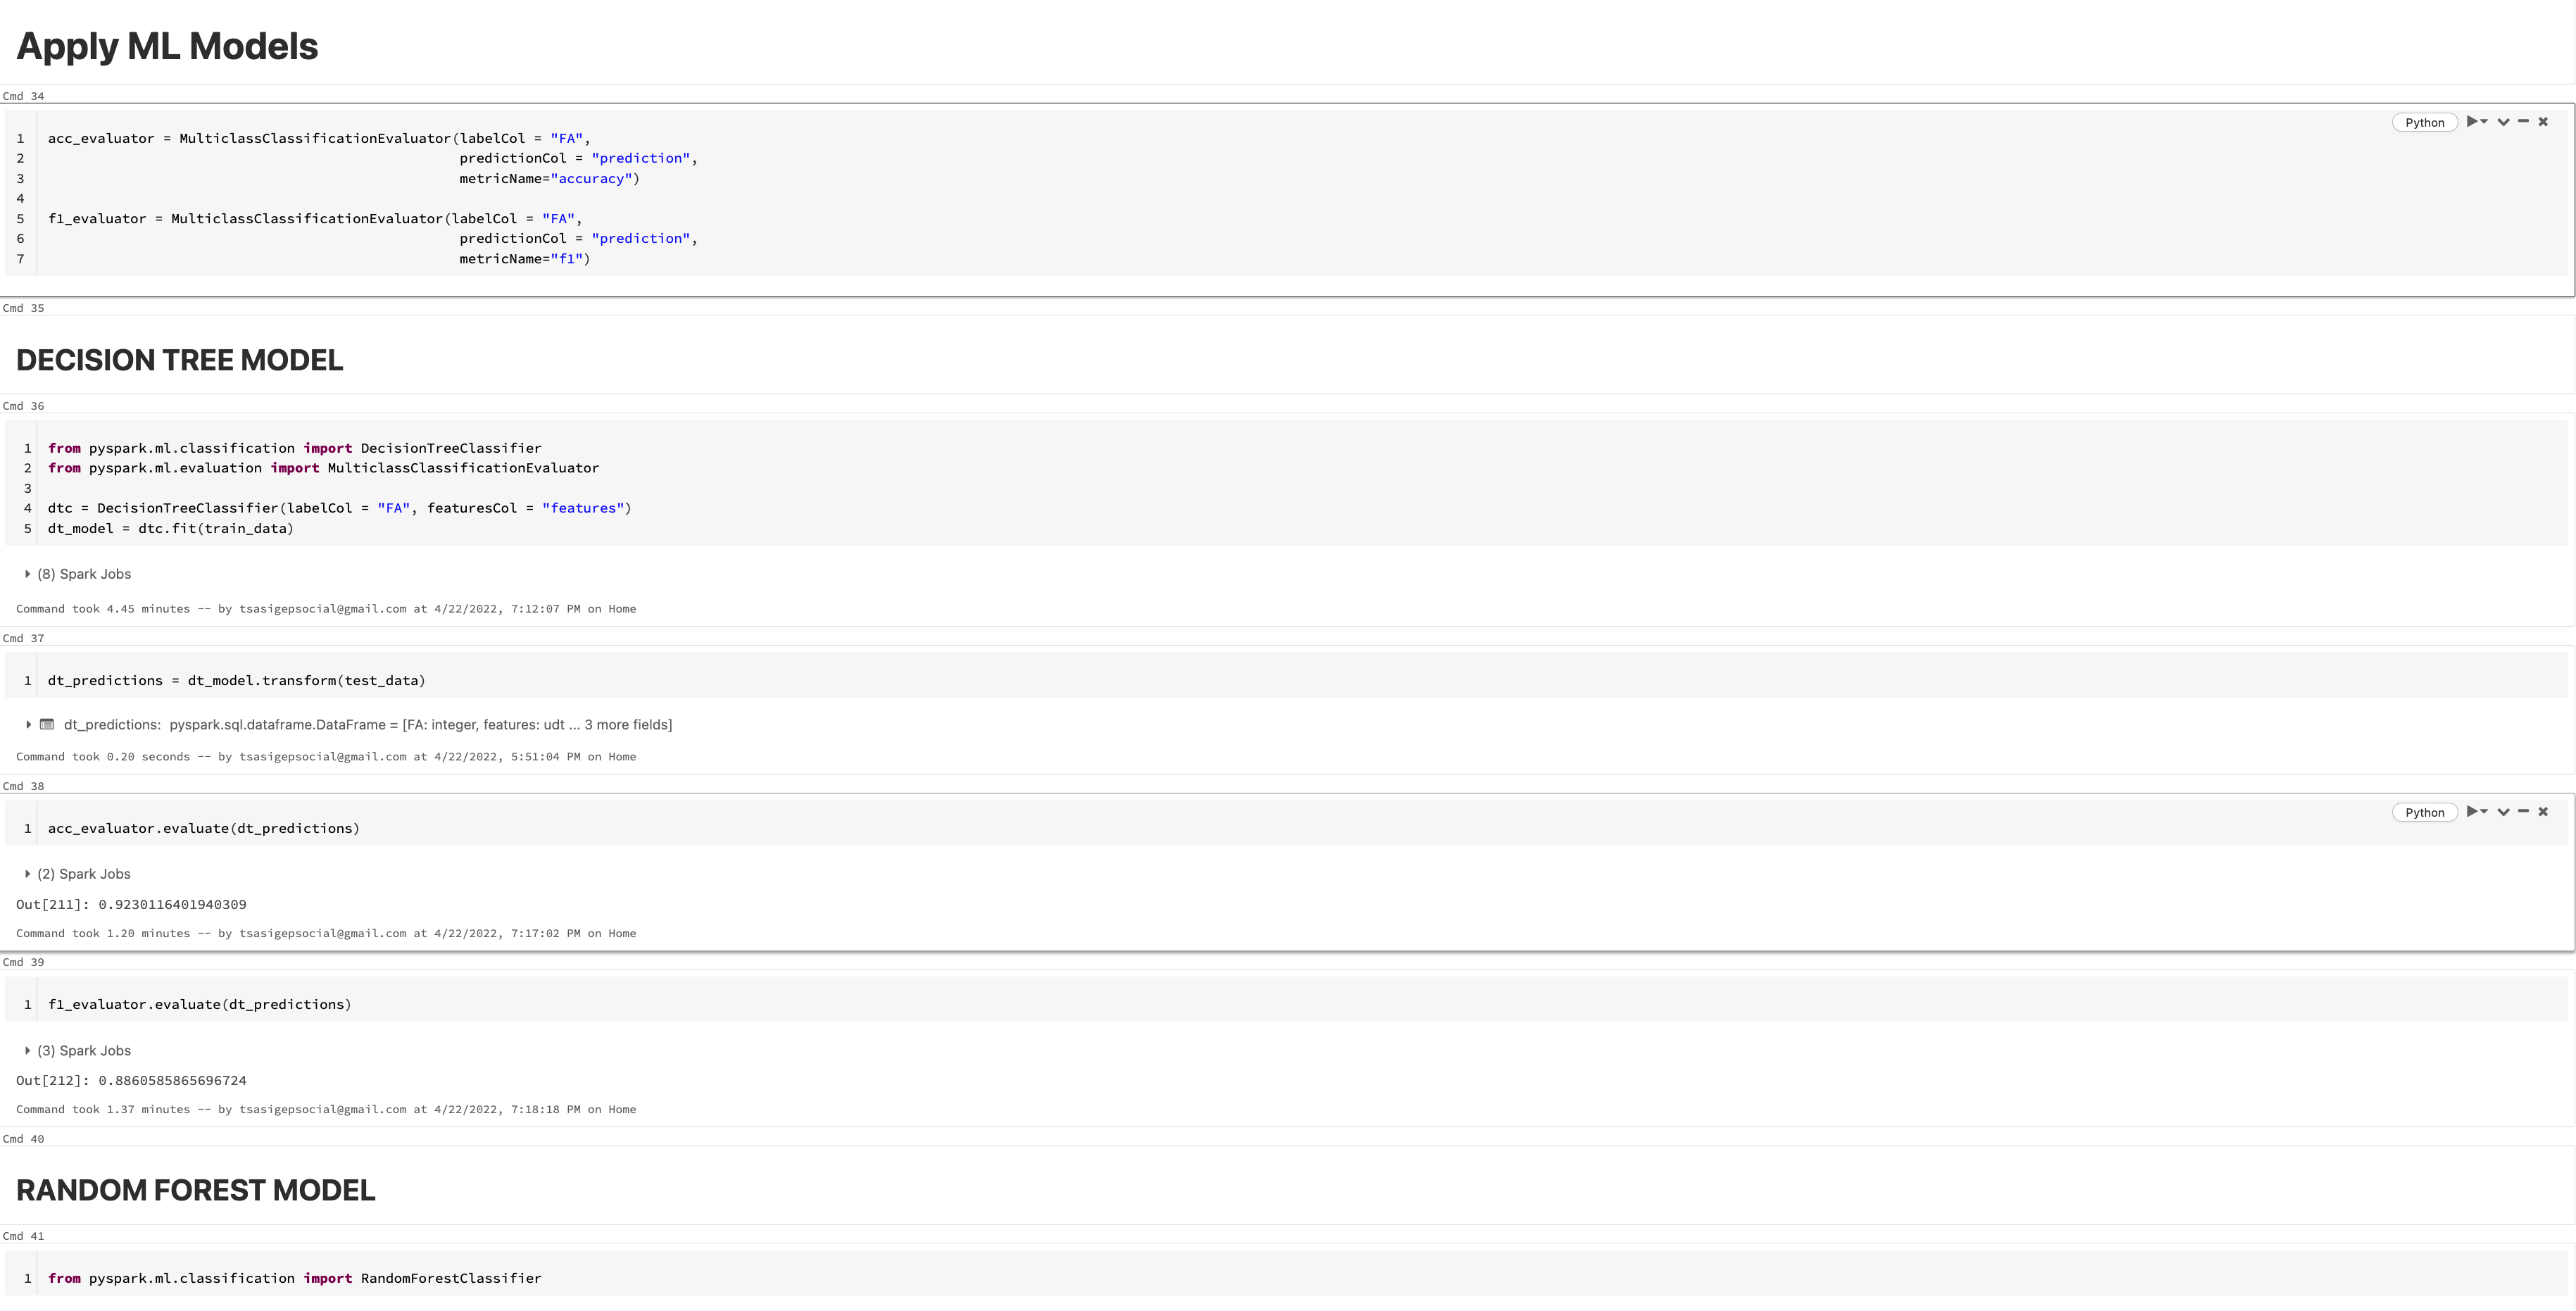 Apply ML Models
Cmd 34
Python
1 acc_evaluator = MulticlassClassificationEvaluator(labelCol = "FA",
2 predictionCol = "prediction",
3 metricName="accuracy")
4
5 f1_evaluator = MulticlassClassificationEvaluator(labelCol = "FA",
6 predictionCol = "prediction",
7 metricName="f1")
Cmd 35
DECISION TREE MODEL
Cmd 36
1 from pyspark.ml.classification import DecisionTreeClassifier
2 from pyspark.ml.evaluation import MulticlassClassificationEvaluator
3
4 dtc = DecisionTreeClassifier(labelCol = "FA", featuresCol = "features")
5 dt_model = dtc.fit(train_data)
(8) Spark Jobs
Command took 4.45 minutes -- by tsasigepsocial@gmail.com at 4/22/2022, 7:12:07 PM on Home
Cmd 37
1 dt_predictions = dt_model.transform(test_data)
dt_predictions: pyspark.sql.dataframe.DataFrame = [FA: integer, features: udt ... 3 more fields]
Command took 0.20 seconds -- by tsasigepsocial@gmail.com at 4/22/2022, 5:51:04 PM on Home
Cmd 38
Python
1 acc_evaluator.evaluate(dt_predictions)
(2) Spark Jobs
Out[211]: 0.9230116401940309
Command took 1.20 minutes -- by tsasigepsocial@gmail.com at 4/22/2022, 7:17:02 PM on Home
Cmd 39
1 f1_evaluator.evaluate(dt_predictions)
(3) Spark Jobs
Out[212]: 0.8860585865696724
Command took 1.37 minutes -- by tsasigepsocial@gmail.com at 4/22/2022, 7:18:18 PM on Home
Cmd 40
RANDOM FOREST MODEL
Cmd 41
1 from pyspark.ml.classification import RandomForestClassifier